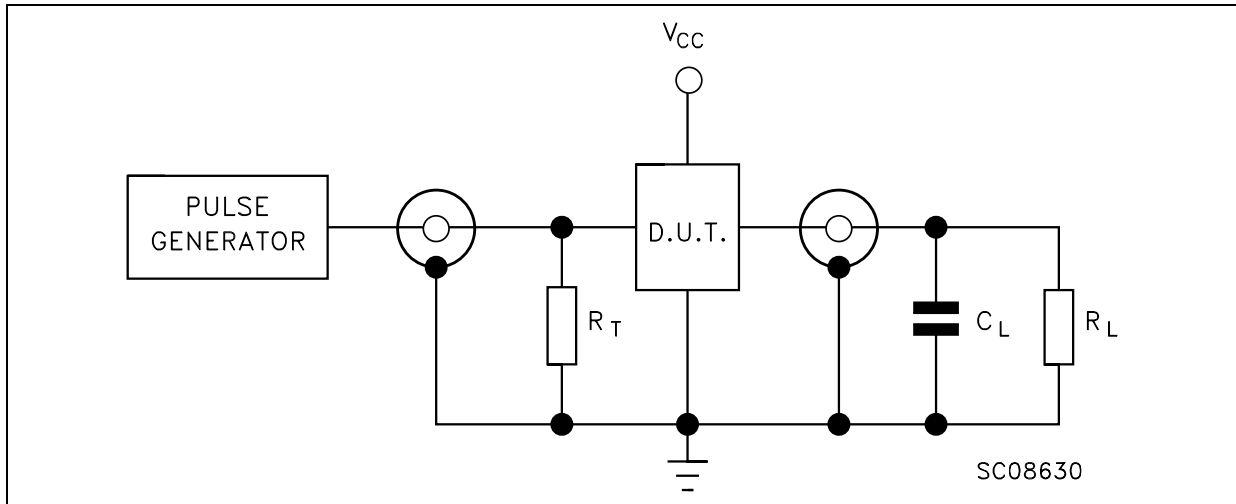 VCC
PULSE
GENERATOR
D.U.T.
RT
CL
RL
SC08630